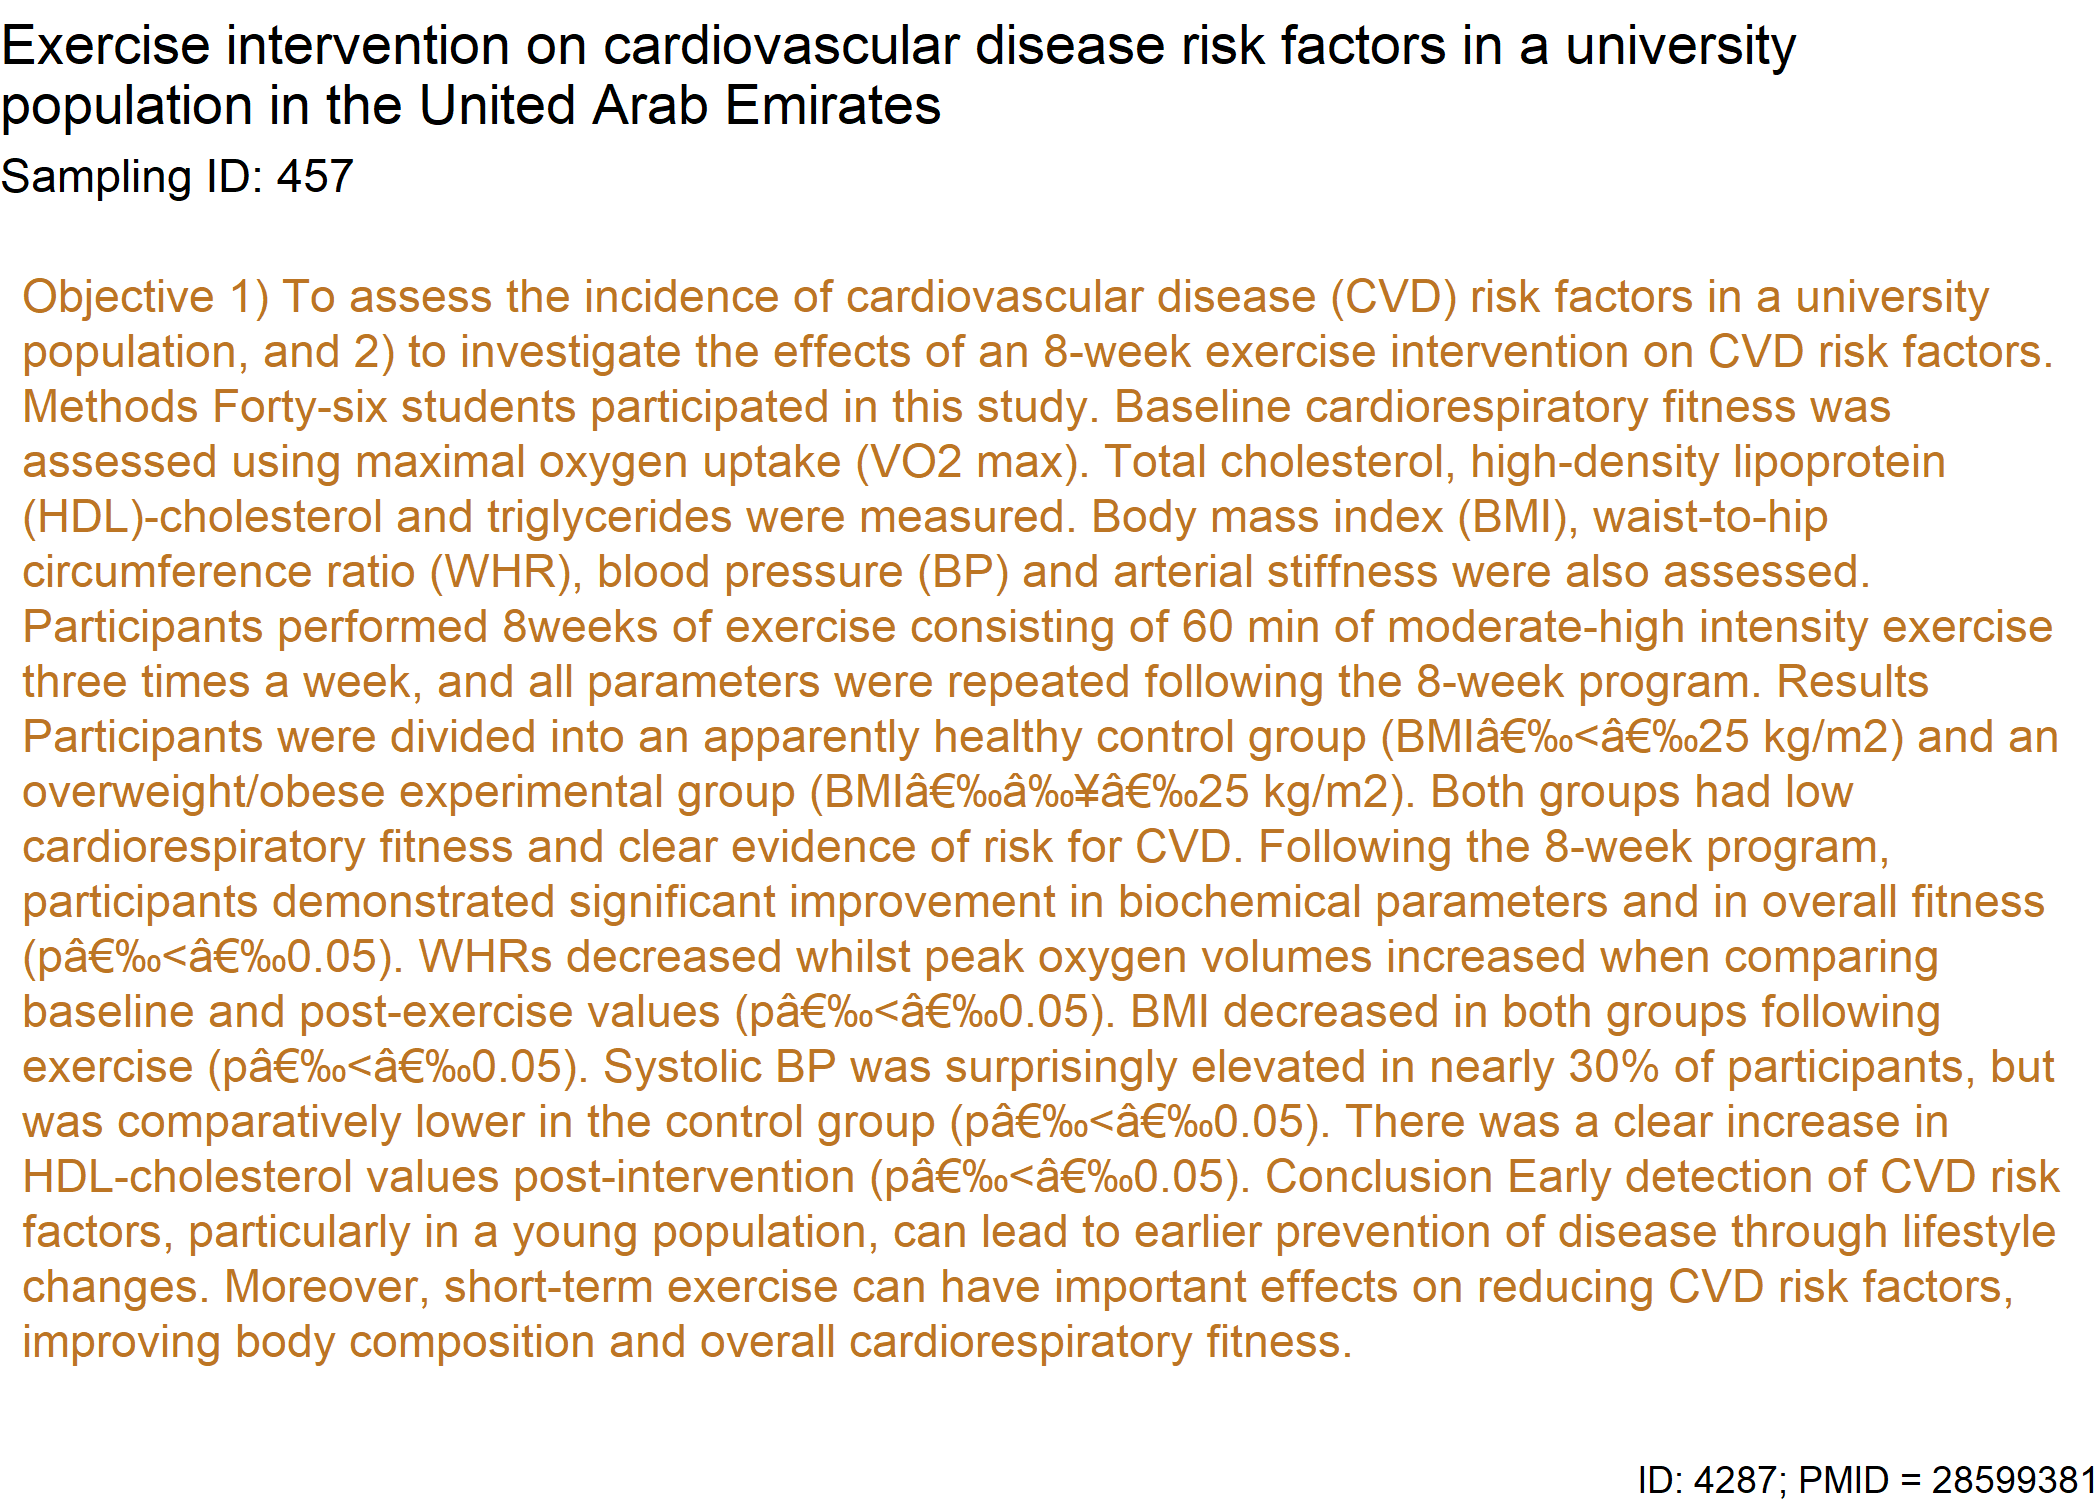 Exercise intervention on cardiovascular disease risk factors in a university
population in the United Arab Emirates
Sampling ID: 457
Objective 1) To assess the incidence of cardiovascular disease (CVD) risk factors in a university
population, and 2) to investigate the effects of an 8-week exercise intervention on CVD risk factors.
Methods Forty-six students participated in this study. Baseline cardiorespiratory fitness was
assessed using maximal oxygen uptake (VO2 max). Total cholesterol, high-density lipoprotein
(HDL)-cholesterol and triglycerides were measured. Body mass index (BMI), waist-to-hip
circumference ratio (WHR), blood pressure (BP) and arterial stiffness were also assessed.
Participants performed 8weeks of exercise consisting of 60 min of moderate-high intensity exercise
three times a week, and all parameters were repeated following the 8-week program. Results
Participants were divided into an apparently healthy control group (BMIâ€‰<â€‰25 kg/m2) and an
overweight/obese experimental group (BMIâ€‰â‰¥â€‰25 kg/m2). Both groups had low
cardiorespiratory fitness and clear evidence of risk for CVD. Following the 8-week program,
participants demonstrated significant improvement in biochemical parameters and in overall fitness
(pâ€‰<â€‰0.05). WHRs decreased whilst peak oxygen volumes increased when comparing
baseline and post-exercise values (pâ€‰<â€‰0.05). BMI decreased in both groups following
exercise (pâ€‰<â€‰0.05). Systolic BP was surprisingly elevated in nearly 30% of participants, but
was comparatively lower in the control group (pâ€‰<â€‰0.05). There was a clear increase in
HDL-cholesterol values post-intervention (pâ€‰<â€‰0.05). Conclusion Early detection of CVD risk
factors, particularly in a young population, can lead to earlier prevention of disease through lifestyle
changes. Moreover, short-term exercise can have important effects on reducing CVD risk factors,
improving body composition and overall cardiorespiratory fitness.
ID: 4287; PMID = 28599381